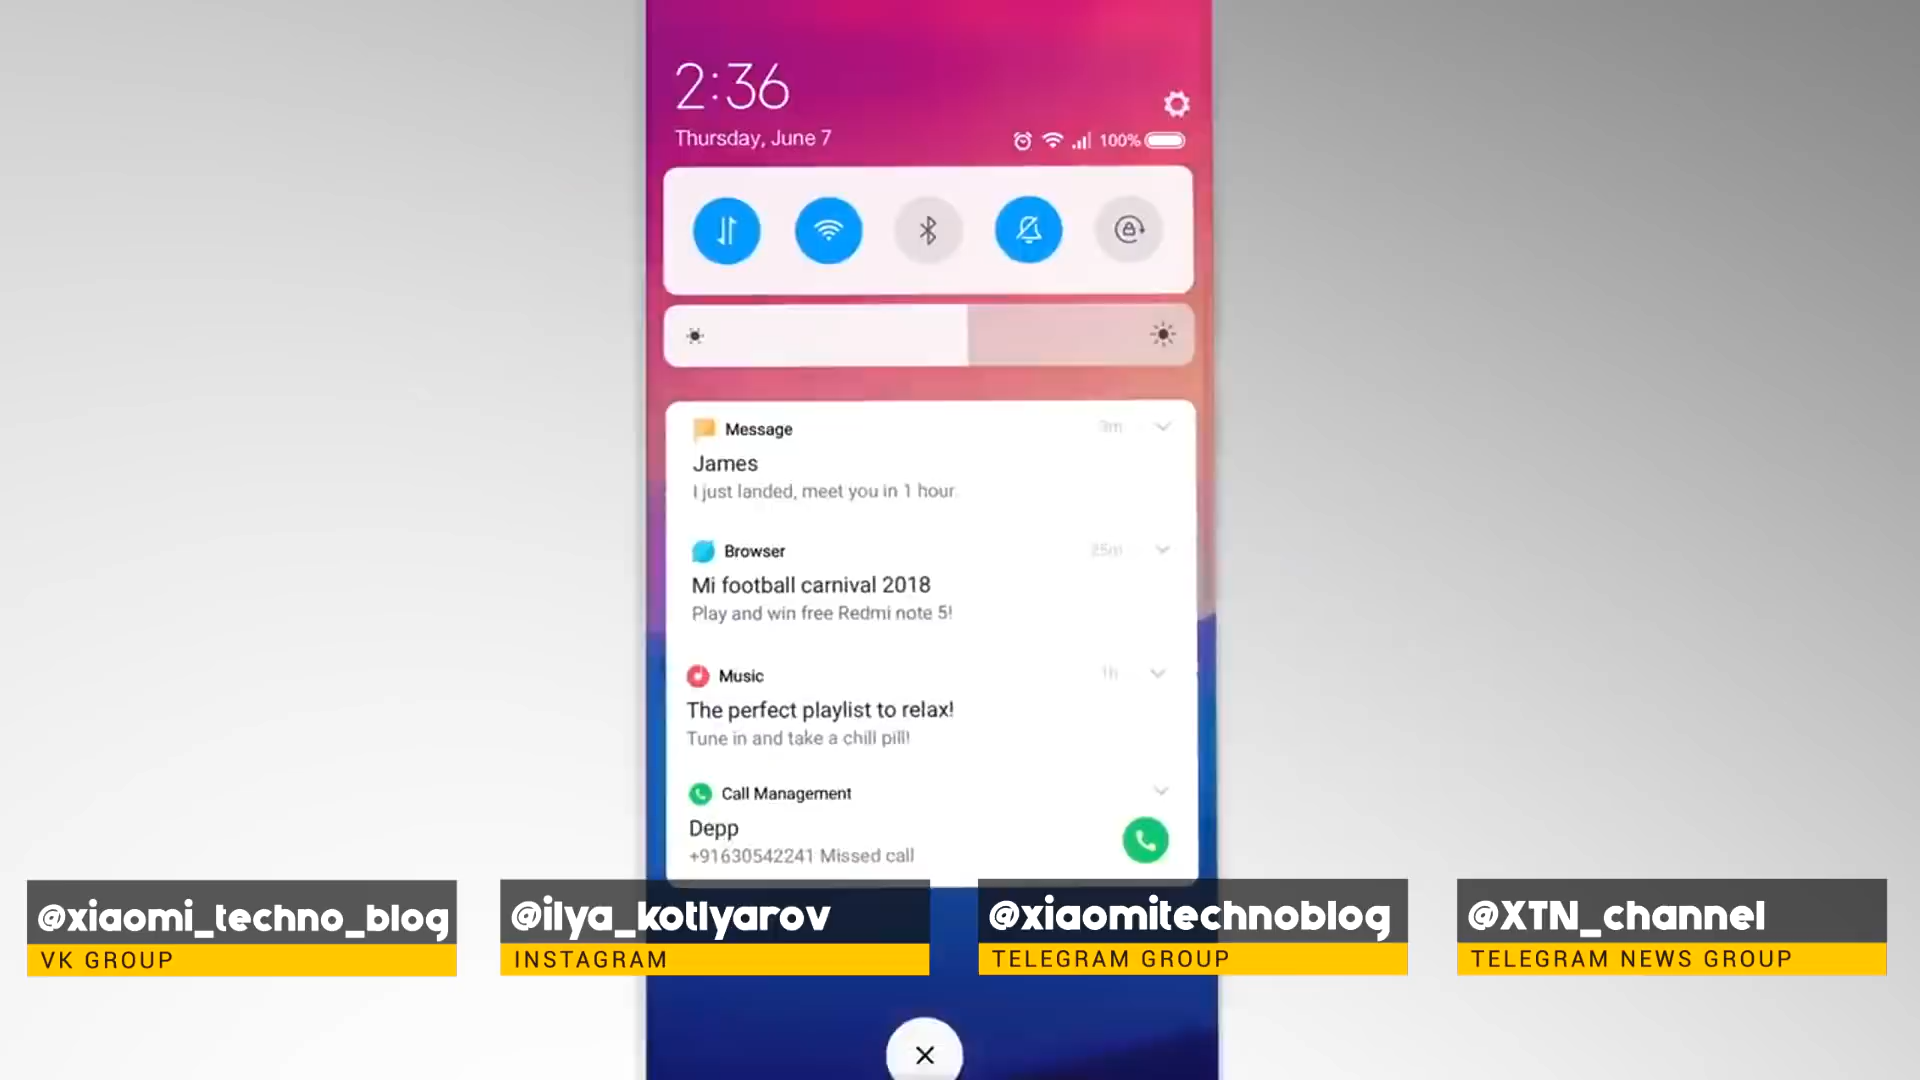 2:36
Thursday, June 7
100%
Message
3m
James
I just landed, meet you in 1 hour.
Browser
25m
Mi football carnival 2018
Play and win free Redmi note 5!
Music
1h
The perfect playlist to relax!
Tune in and take a chill pill!
Call Management
Depp
+91630542241 Missed call
@xiaomi_techno_blog
VK GROUP
@ilya_kotlyarov
INSTAGRAM
@xiaomitechnoblog
TELEGRAM GROUP
@XTN_channel
TELEGRAM NEWS GROUP